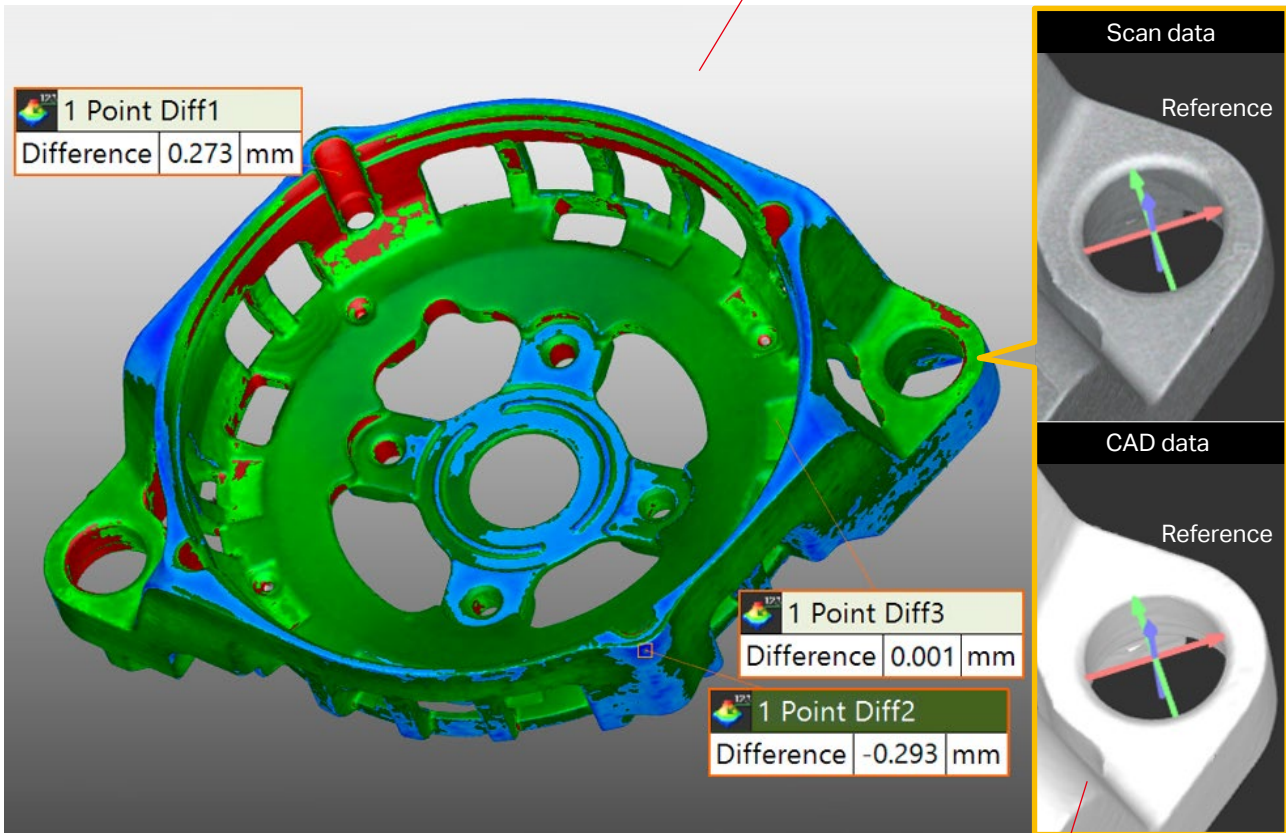 Scan data
Reference
1 Point Diff1
Difference 0.273 mm
CAD data
Reference
1 Point Diff3
Difference 0.001 mm
1 Point Diff2
Difference -0.293 mm